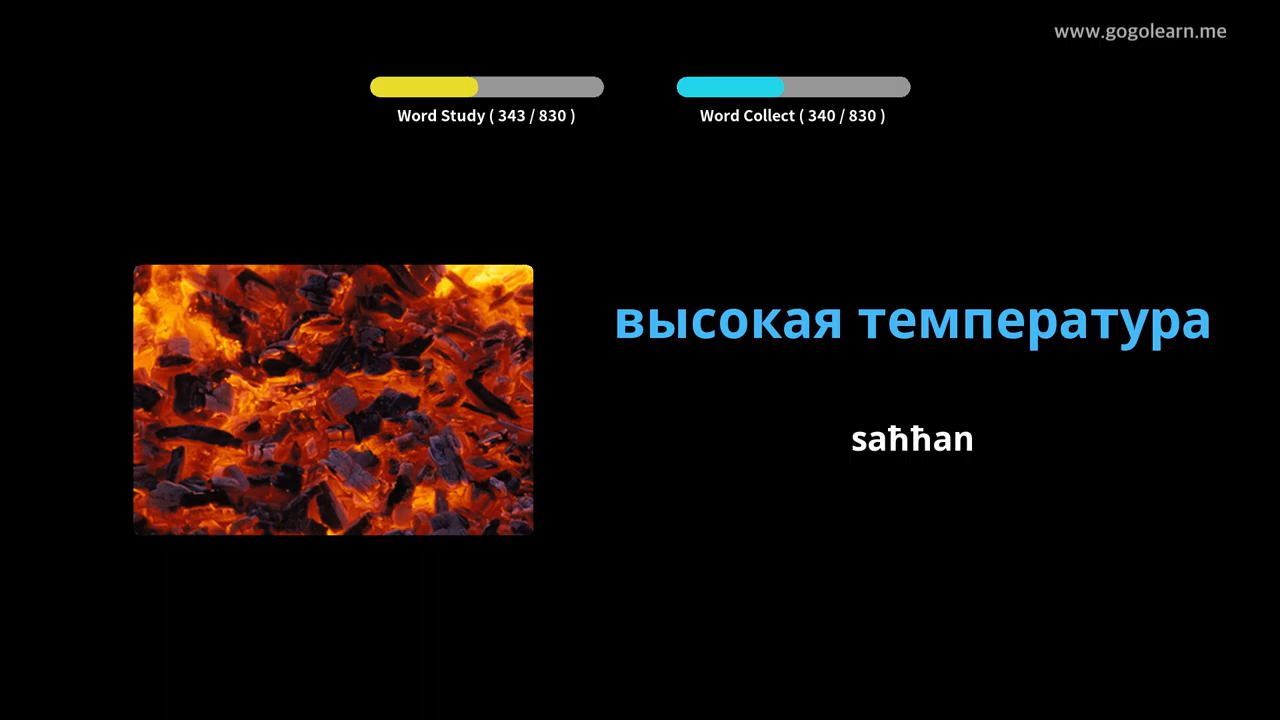 www.gogolearn.me
Word Study ( 343 / 830 )
Word Collect ( 340 / 830 )
высокая температура
saħħan